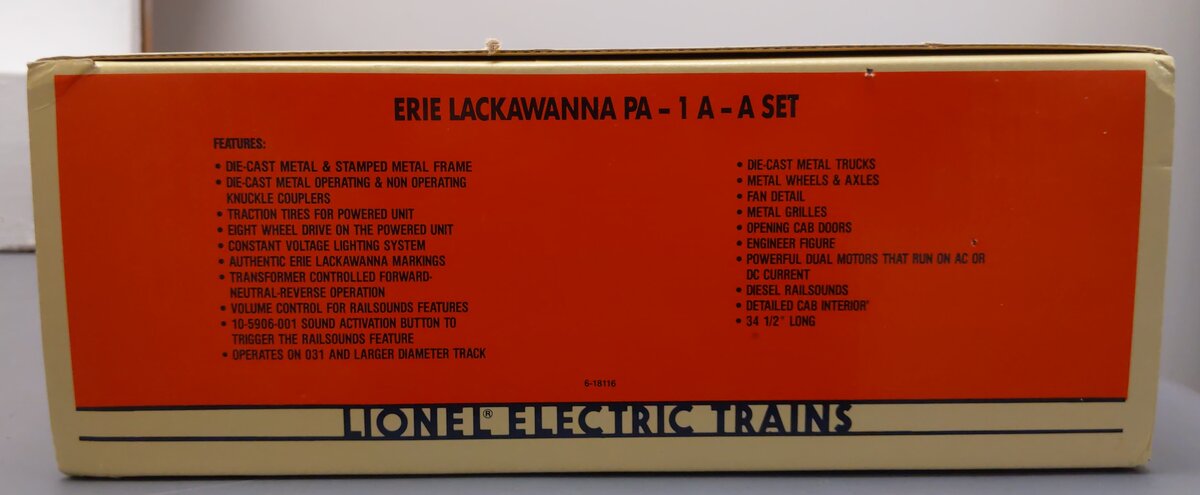 ERIE LACKAWANNA PA – 1 A – A SET
FEATURES:
• DIE-CAST METAL & STAMPED METAL FRAME
• DIE-CAST METAL OPERATING & NON OPERATING
KNUCKLE COUPLERS
• TRACTION TIRES FOR POWERED UNIT
• EIGHT WHEEL DRIVE ON THE POWERED UNIT
• CONSTANT VOLTAGE LIGHTING SYSTEM
• AUTHENTIC ERIE LACKAWANNA MARKINGS
• TRANSFORMER CONTROLLED FORWARD-
NEUTRAL-REVERSE OPERATION
• VOLUME CONTROL FOR RAILSOUNDS FEATURES
• 10-5906-001 SOUND ACTIVATION BUTTON TO
TRIGGER THE RAILSOUNDS FEATURE
• OPERATES ON 031 AND LARGER DIAMETER TRACK
• DIE-CAST METAL TRUCKS
• METAL WHEELS & AXLES
• FAN DETAIL
• METAL GRILLES
• OPENING CAB DOORS
• ENGINEER FIGURE
• POWERFUL DUAL MOTORS THAT RUN ON AC OR
DC CURRENT
• DIESEL RAILSOUNDS
• DETAILED CAB INTERIOR"
• 34 1/2" LONG
6-18116
LIONEL® ELECTRIC TRAINS